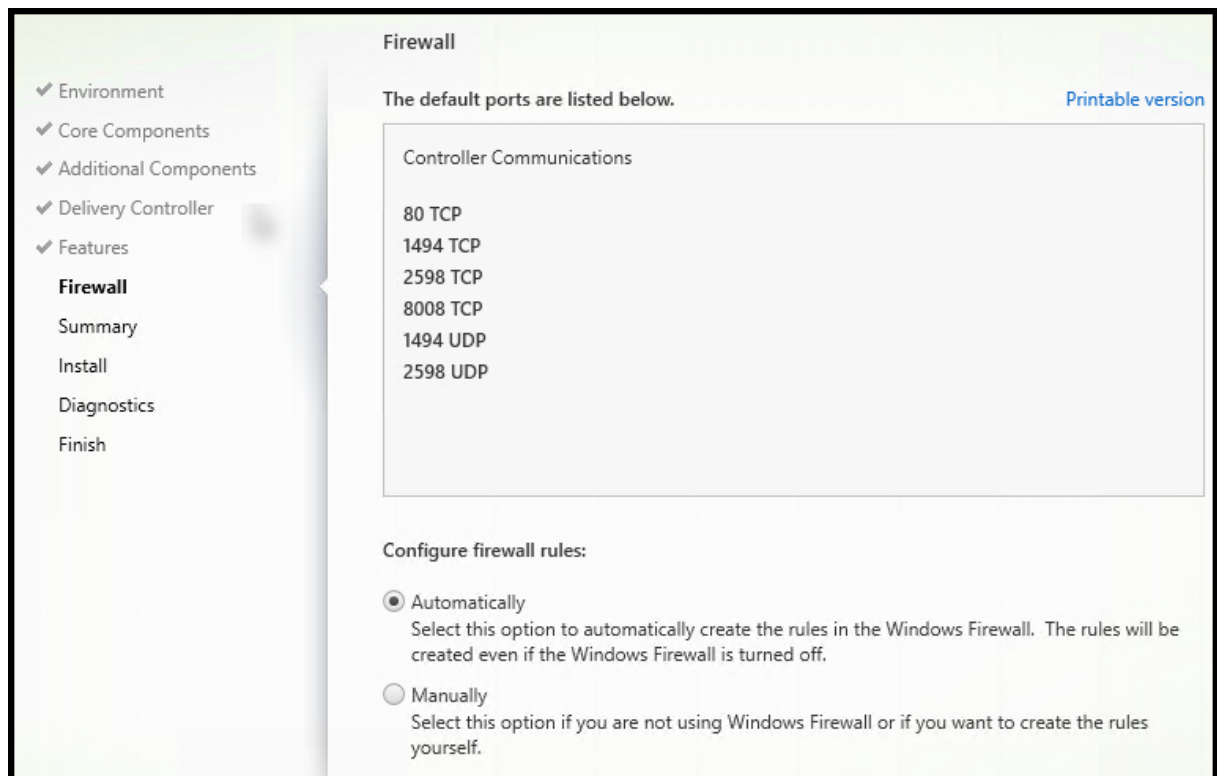 Environment
Core Components
Additional Components
Delivery Controller
Features
Firewall
Summary
Install
Diagnostics
Finish
Firewall
The default ports are listed below.
Printable version
Controller Communications
80 TCP
1494 TCP
2598 TCP
8008 TCP
1494 UDP
2598 UDP
Configure firewall rules:
Automatically
Select this option to automatically create the rules in the Windows Firewall. The rules will be
created even if the Windows Firewall is turned off.
Manually
Select this option if you are not using Windows Firewall or if you want to create the rules
yourself.